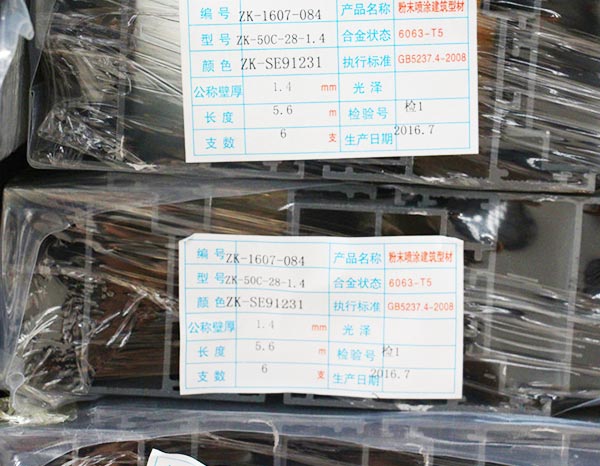 编号 ZK-1607-084 产品名称 粉末喷涂建筑型材
型号 ZK-50C-28-1.4 合金状态 6063-T5
颜色 ZK-SE91231 执行标准 GB5237.4-2008
公称壁厚 1.4 mm 光泽
长度 5.6 m 检验号 检1
支数 6 支 生产日期 2016.7
编号 ZK-1607-084 产品名称 粉末喷涂建筑型材
型号 ZK-50C-28-1.4 合金状态 6063-T5
颜色 ZK-SE91231 执行标准 GB5237.4-2008
公称壁厚 1.4 mm 光泽
长度 5.6 m 检验号 检1
支数 6 支 生产日期 2016.7